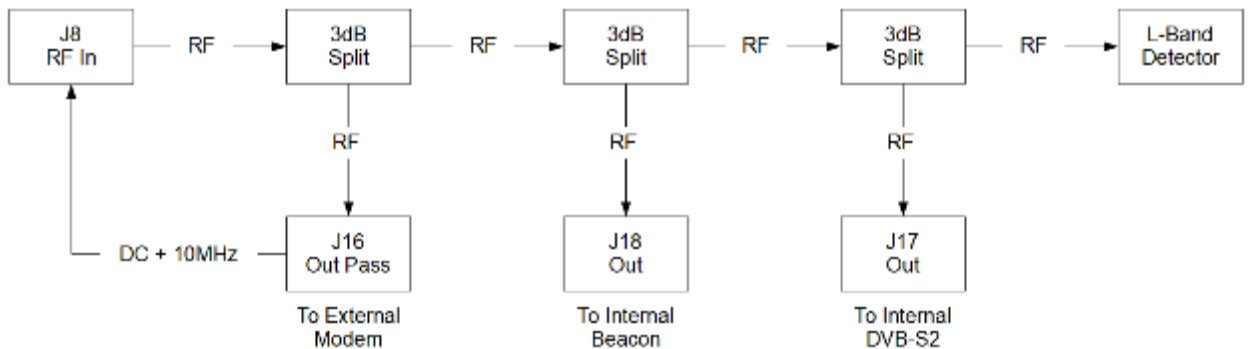 J8
RF In
RF
3dB
Split
RF
3dB
Split
RF
3dB
Split
RF
L-Band
Detector
RF
RF
RF
DC + 10MHz
J16
Out Pass
J18
Out
J17
Out
To External
Modem
To Internal
Beacon
To Internal
DVB-S2